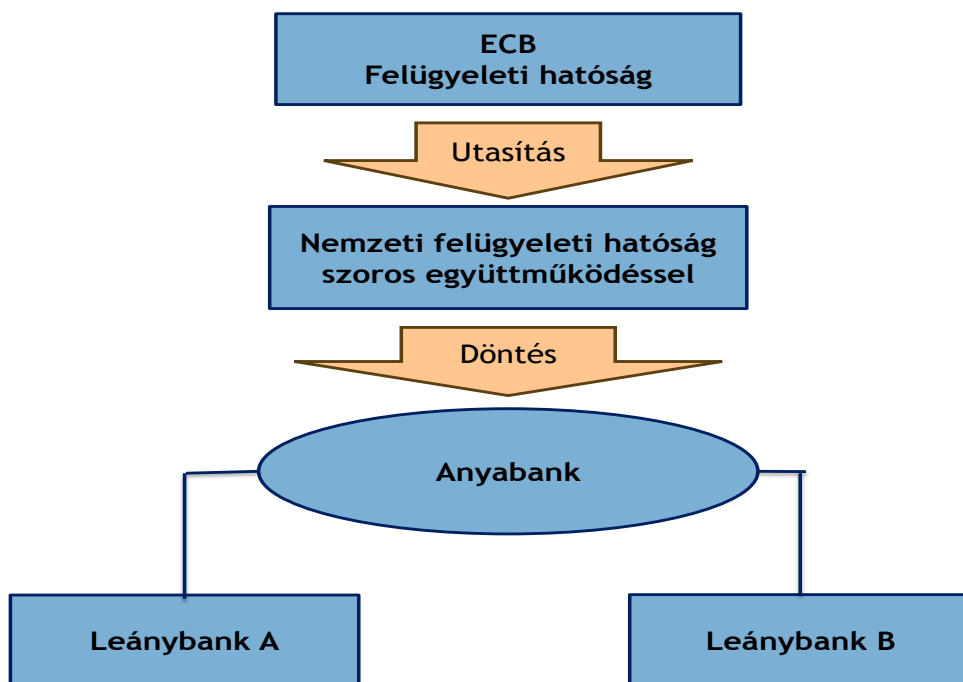 ECB
Felügyeleti hatóság
Utasítás
Nemzeti felügyeleti hatóság
szoros együttműködéssel
Döntés
Anyabank
Leánybank A
Leánybank B